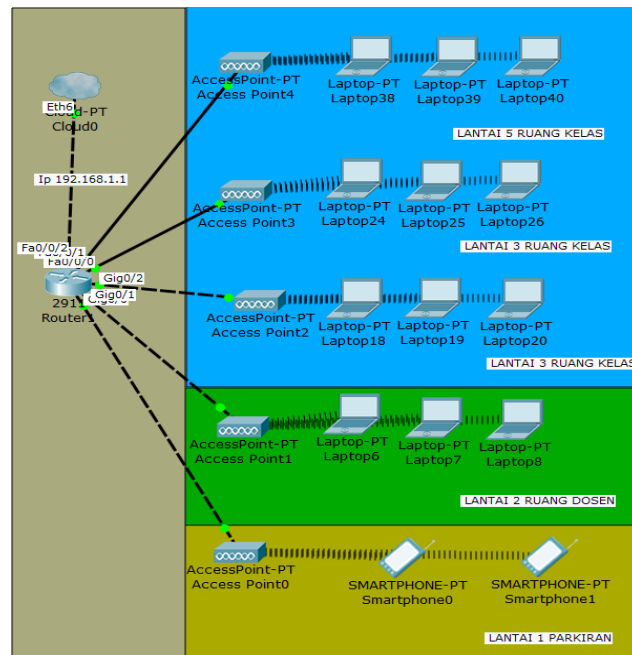 AccessPoint-PT
Access Point4
Laptop-PT
Laptop38
Laptop-PT
Laptop39
Laptop-PT
Laptop40
LANTAI 5 RUANG KELAS
Eth6
Cloud-PT
Cloud0
Ip 192.168.1.1
AccessPoint-PT
Access Point3
Laptop-PT
Laptop24
Laptop-PT
Laptop25
Laptop-PT
Laptop26
LANTAI 3 RUANG KELAS
Fa0/0/2
Fa0/0/0
Gig0/2
Gig0/1
AccessPoint-PT
Access Point2
Laptop-PT
Laptop18
Laptop-PT
Laptop19
Laptop-PT
Laptop20
LANTAI 3 RUANG KELAS
AccessPoint-PT
Access Point1
Laptop-PT
Laptop6
Laptop-PT
Laptop7
Laptop-PT
Laptop8
LANTAI 2 RUANG DOSEN
AccessPoint-PT
Access Point0
SMARTPHONE-PT
Smartphone0
SMARTPHONE-PT
Smartphone1
LANTAI 1 PARKIRAN